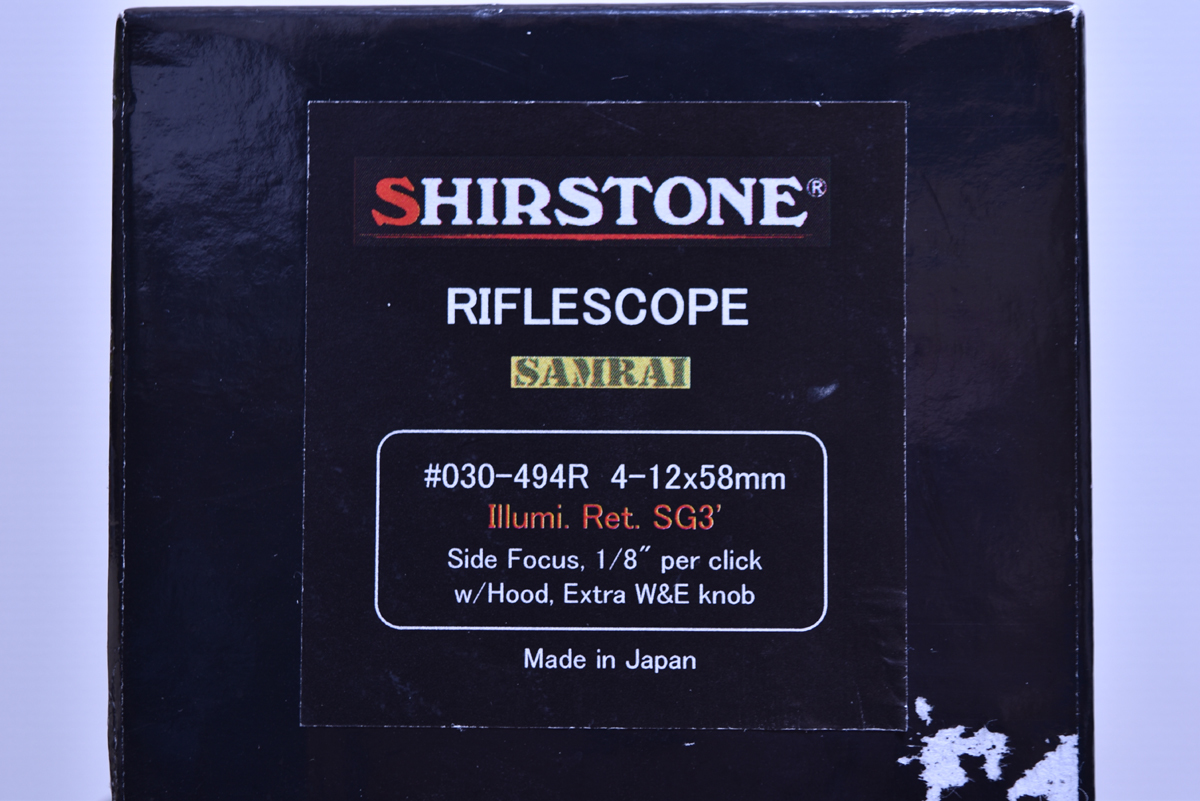 SHIRSTONE®
RIFLESCOPE
SAMRAI
#030-494R 4-12x58mm
Illumi. Ret. SG3'
Side Focus, 1/8″ per click
w/Hood, Extra W&E knob
Made in Japan